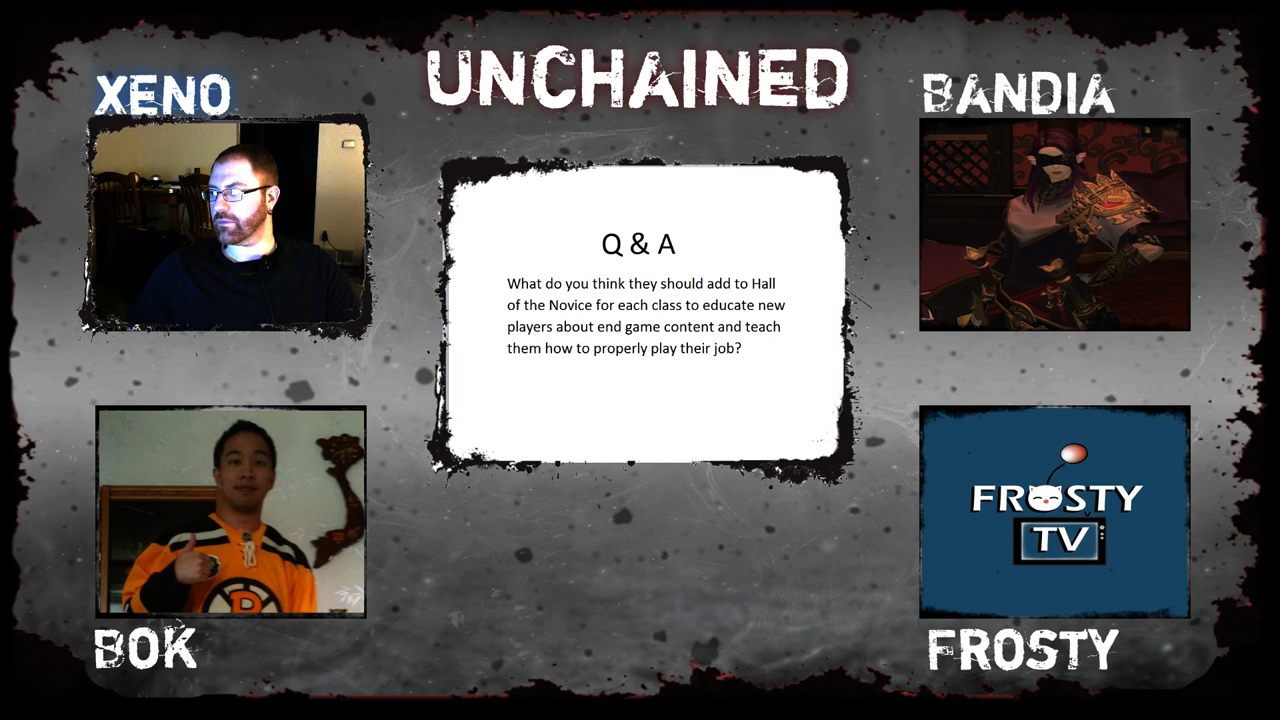 UNCHAINED
XENO
BANDIA
Q & A
What do you think they should add to Hall
of the Novice for each class to educate new
players about end game content and teach
them how to properly play their job?
FROSTY
TV
B
BOK
FROSTY